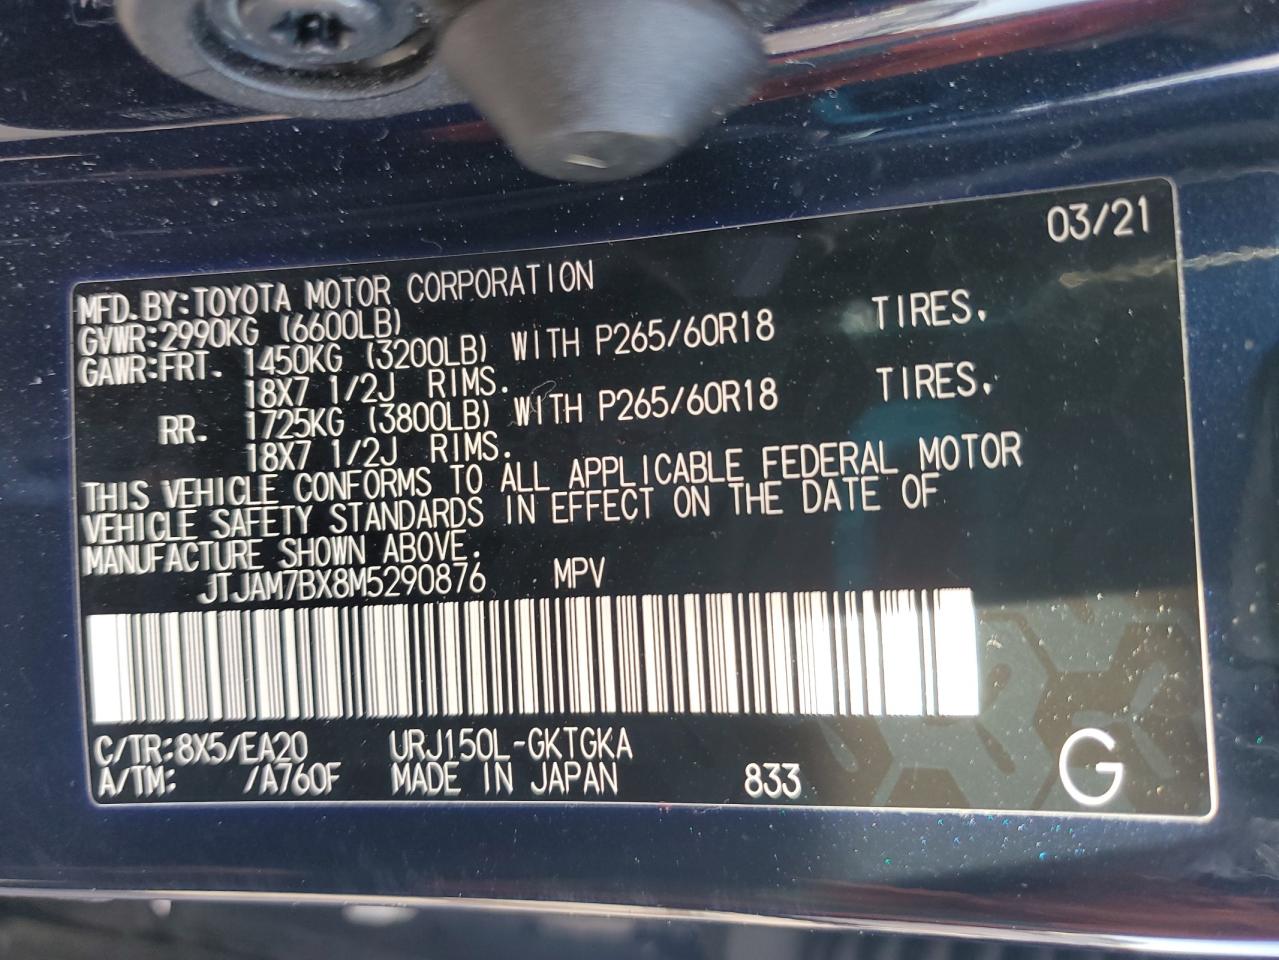 03/21
MFD.BY:TOYOTA MOTOR CORPORATION
GVWR:2990KG (6600LB)
GAWR:FRT. 1450KG (3200LB) WITH P265/60R18 TIRES,
18X7 1/2J RIMS.
RR. 1725KG (3800LB) WITH P265/60R18 TIRES,
18X7 1/2J RIMS.
THIS VEHICLE CONFORMS TO ALL APPLICABLE FEDERAL MOTOR
VEHICLE SAFETY STANDARDS IN EFFECT ON THE DATE OF
MANUFACTURE SHOWN ABOVE.
JTJAM7BX8M5290876 MPV
C/TR:8X5/EA20 URJ150L-GKTGKA
A/TM: /A760F MADE IN JAPAN 833
G